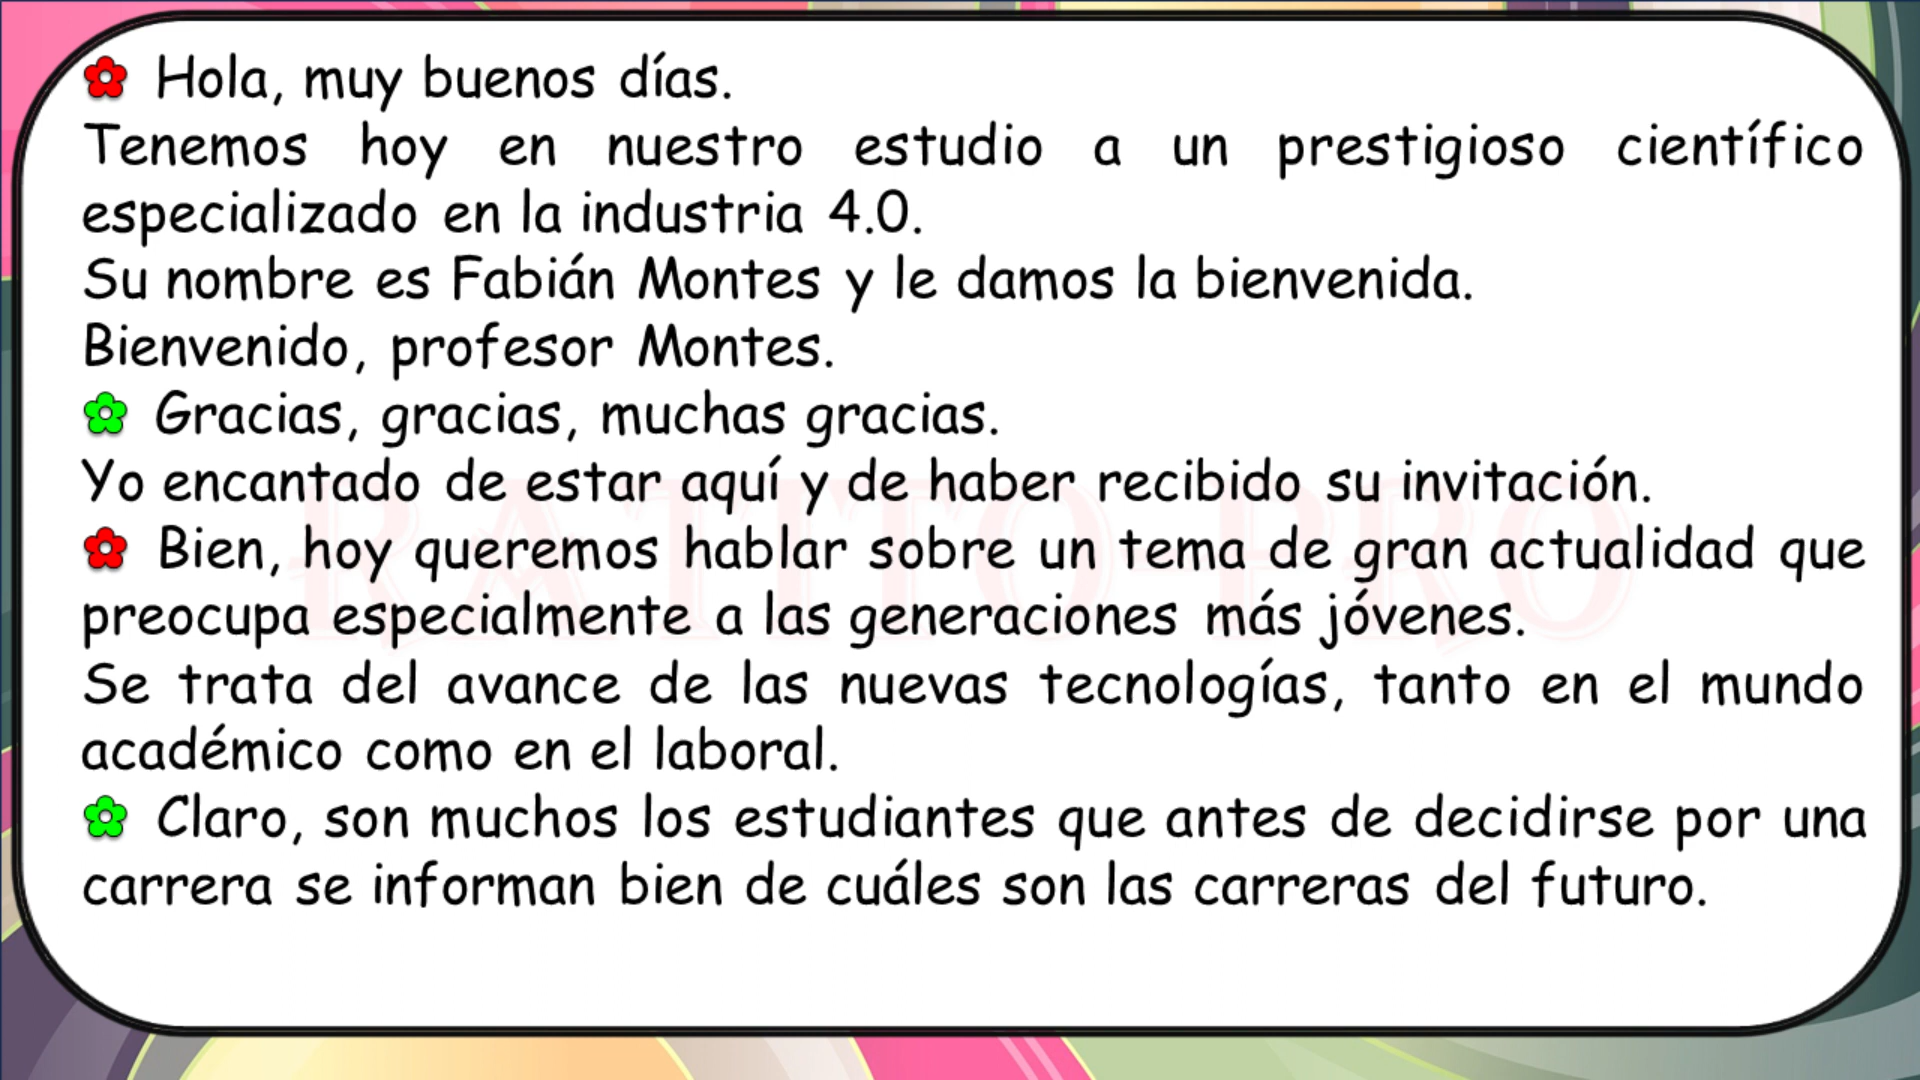 Hola, muy buenos días.
Tenemos hoy en nuestro estudio a un prestigioso científico
especializado en la industria 4.0.
Su nombre es Fabián Montes y le damos la bienvenida.
Bienvenido, profesor Montes.
Gracias, gracias, muchas gracias.
Yo encantado de estar aquí y de haber recibido su invitación.
Bien, hoy queremos hablar sobre un tema de gran actualidad que
preocupa especialmente a las generaciones más jóvenes.
Se trata del avance de las nuevas tecnologías, tanto en el mundo
académico como en el laboral.
Claro, son muchos los estudiantes que antes de decidirse por una
carrera se informan bien de cuáles son las carreras del futuro.
RATITO-PRO